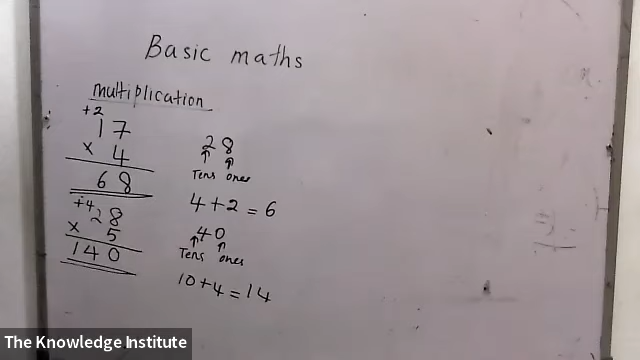 Basic maths
multiplication
+2
17
x 4
68
+4
28
x 5
140
28
Tens ones
4+2=6
40
Tens ones
10+4=14
The Knowledge Institute